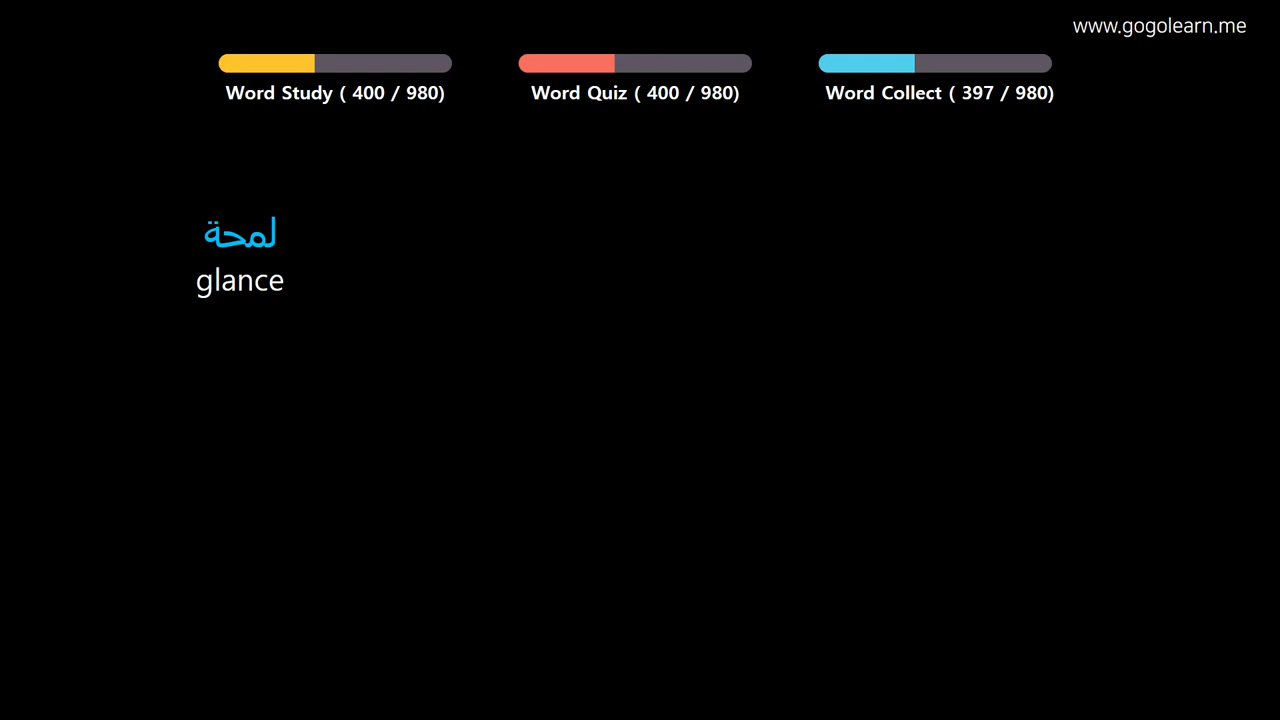 www.gogolearn.me
Word Study ( 400 / 980)
Word Quiz ( 400 / 980)
Word Collect ( 397 / 980)
لمحة
glance